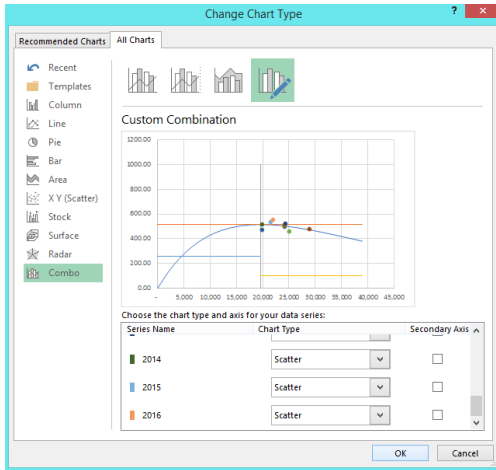 Change Chart Type
?
Recommended Charts
All Charts
Recent
Templates
Column
Line
Pie
Bar
Area
X Y (Scatter)
Stock
Surface
Radar
Combo
Custom Combination
1200.00
1000.00
800.00
600.00
400.00
200.00
0.00
- 5,000 10,000 15,000 20,000 25,000 30,000 35,000 40,000 45,000
Choose the chart type and axis for your data series:
Series Name Chart Type Secondary Axis
2014 Scatter
2015 Scatter
2016 Scatter
OK Cancel